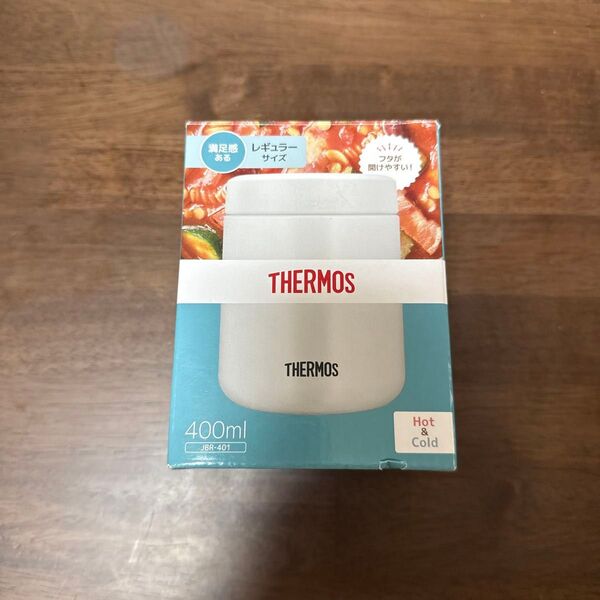 満足感
ある
レギュラー
サイズ
フタが
開けやすい!
THERMOS
THERMOS
400ml
JBR-401
Hot
&
Cold